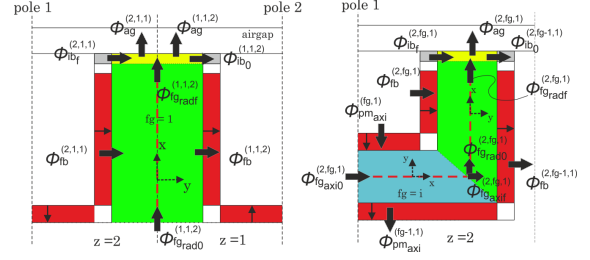 pole 1
pole 2
Φag(2,1,1)
Φag(1,1,2)
airgap
Φibf(2,1,1)
Φib0(1,1,2)
Φfgradf(1,1,2)
fg = 1
x
y
Φfb(2,1,1)
Φfb(1,1,2)
Φfgrad0(1,1,2)
z=2
z=1
pole 1
Φag(2,fg,1)
Φibf(2,fg,1)
Φib0(2,fg-1,1)
Φfb(2,fg,1)
Φfgradf(2,fg,1)
x
y
Φpmaxi(fg,1)
Φfgrad0(2,fg,1)
y
x
fg = i
Φfgaxi0(2,fg,1)
Φfgaxif(2,fg,1)
Φfb(2,fg-1,1)
Φpmaxi(fg-1,1)
z=2